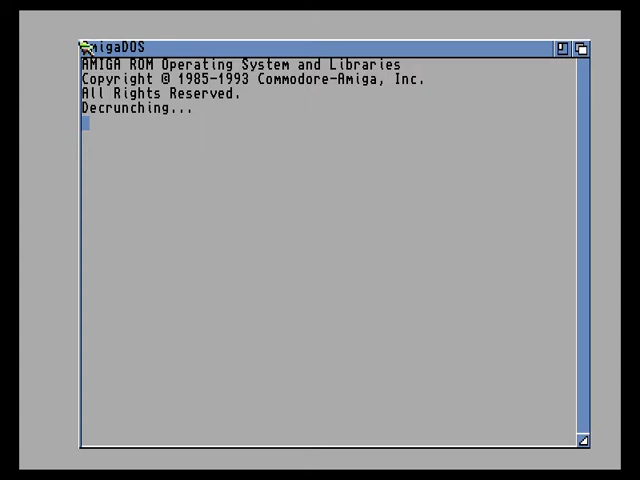 AmigaDOS
AMIGA ROM Operating System and Libraries
Copyright © 1985-1993 Commodore-Amiga, Inc.
All Rights Reserved.
Decrunching...